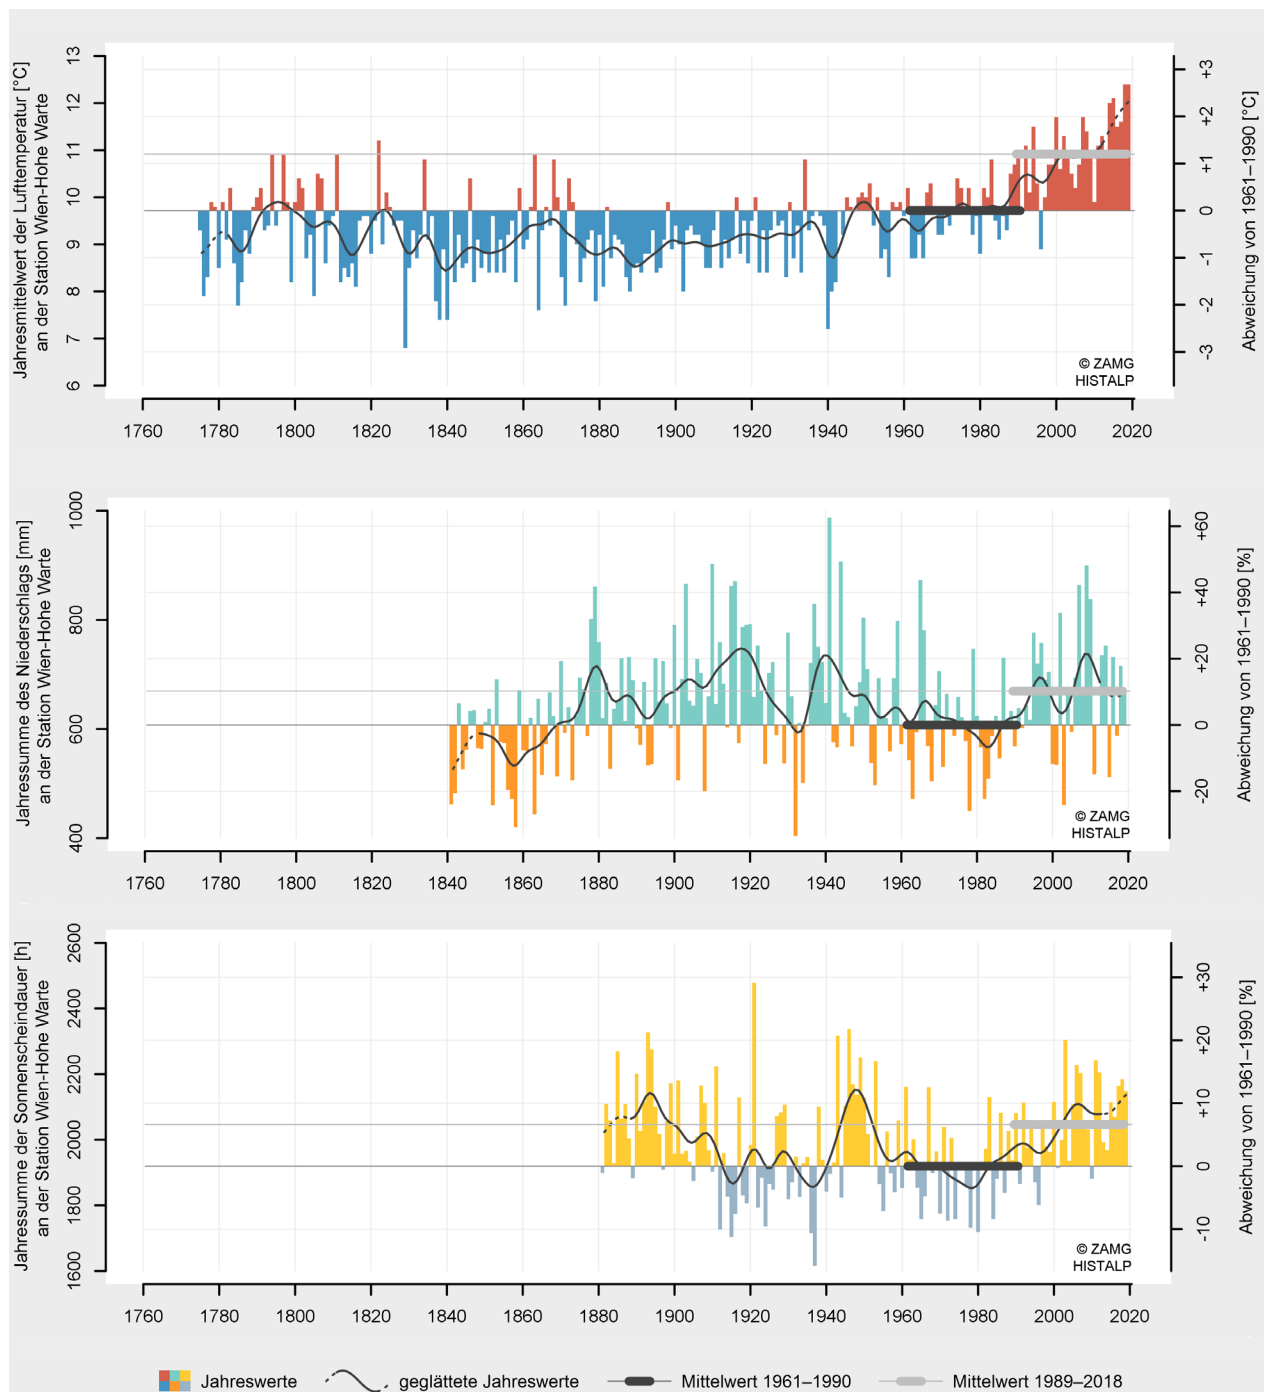 Jahresmittelwert der Lufttemperatur [°C]
an der Station Wien-Hohe Warte
13
12
11
10
9
8
7
6
+3
+2
+1
0
-1
-2
-3
Abweichung von 1961–1990 [°C]
© ZAMG
HISTALP
1760 1780 1800 1820 1840 1860 1880 1900 1920 1940 1960 1980 2000 2020
Jahressumme des Niederschlags [mm]
an der Station Wien-Hohe Warte
1000
800
600
400
+60
+40
+20
0
-20
Abweichung von 1961–1990 [%]
© ZAMG
HISTALP
1760 1780 1800 1820 1840 1860 1880 1900 1920 1940 1960 1980 2000 2020
Jahressumme der Sonnenscheindauer [h]
an der Station Wien-Hohe Warte
2600
2400
2200
2000
1800
1600
+30
+20
+10
0
-10
Abweichung von 1961–1990 [%]
© ZAMG
HISTALP
1760 1780 1800 1820 1840 1860 1880 1900 1920 1940 1960 1980 2000 2020
Jahreswerte geglättete Jahreswerte Mittelwert 1961–1990 Mittelwert 1989–2018